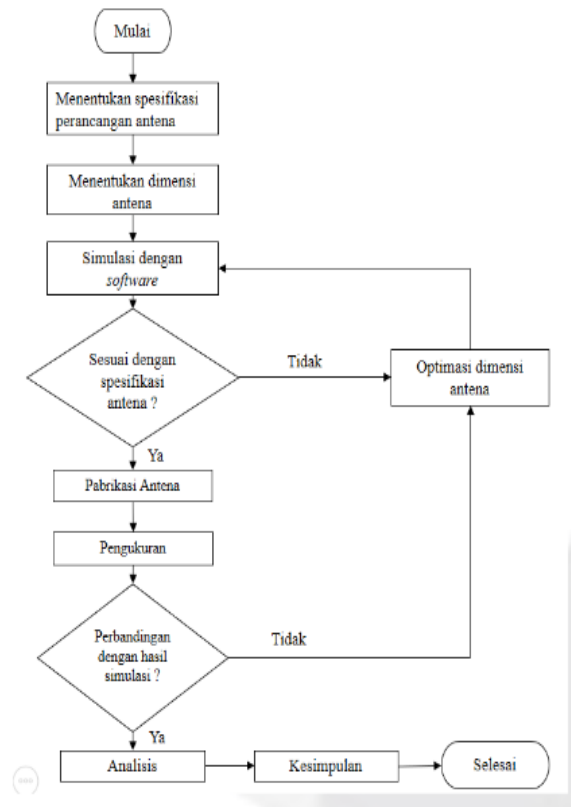 Mulai
Menentukan spesifikasi
perancangan antena
Menentukan dimensi
antena
Simulasi dengan
software
Sesuai dengan
spesifikasi
antena ?
Tidak
Optimasi dimensi
antena
Ya
Pabrikasi Antena
Pengukuran
Perbandingan
dengan hasil
simulasi ?
Tidak
Ya
Analisis
Kesimpulan
Selesai